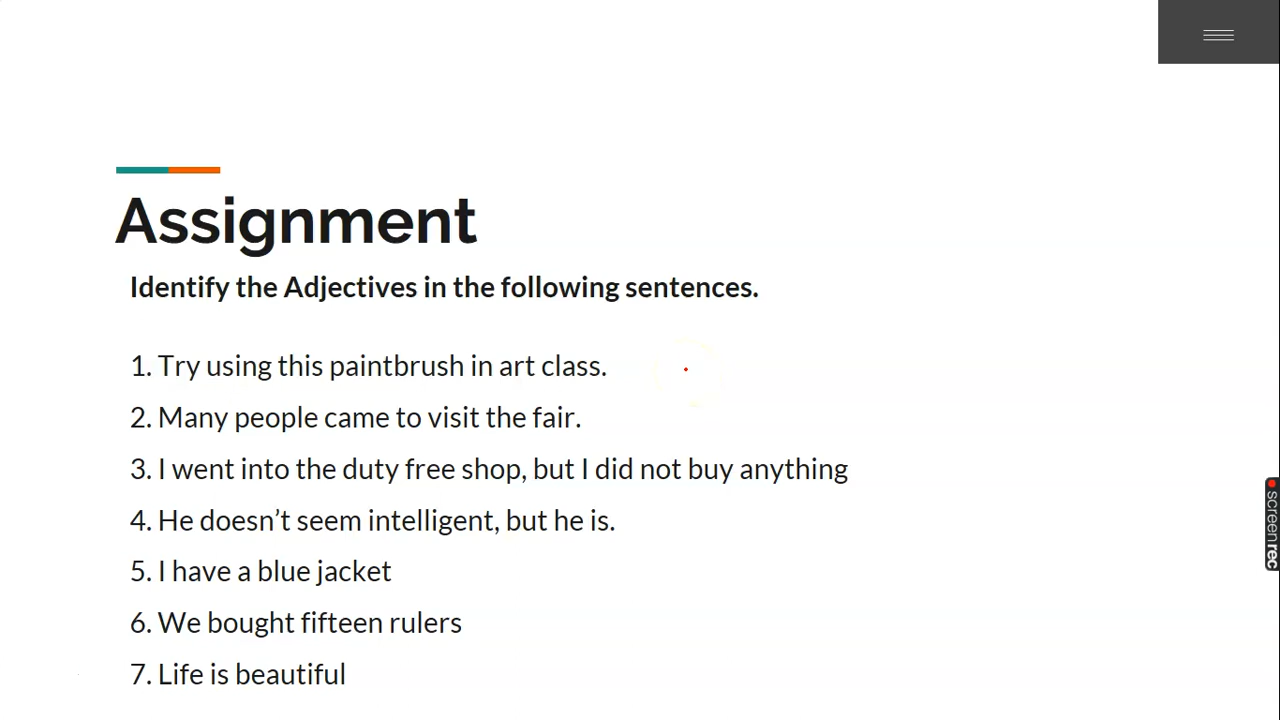 Assignment
Identify the Adjectives in the following sentences.
1. Try using this paintbrush in art class.
2. Many people came to visit the fair.
3. I went into the duty free shop, but I did not buy anything
4. He doesn’t seem intelligent, but he is.
5. I have a blue jacket
6. We bought fifteen rulers
7. Life is beautiful
screenrec